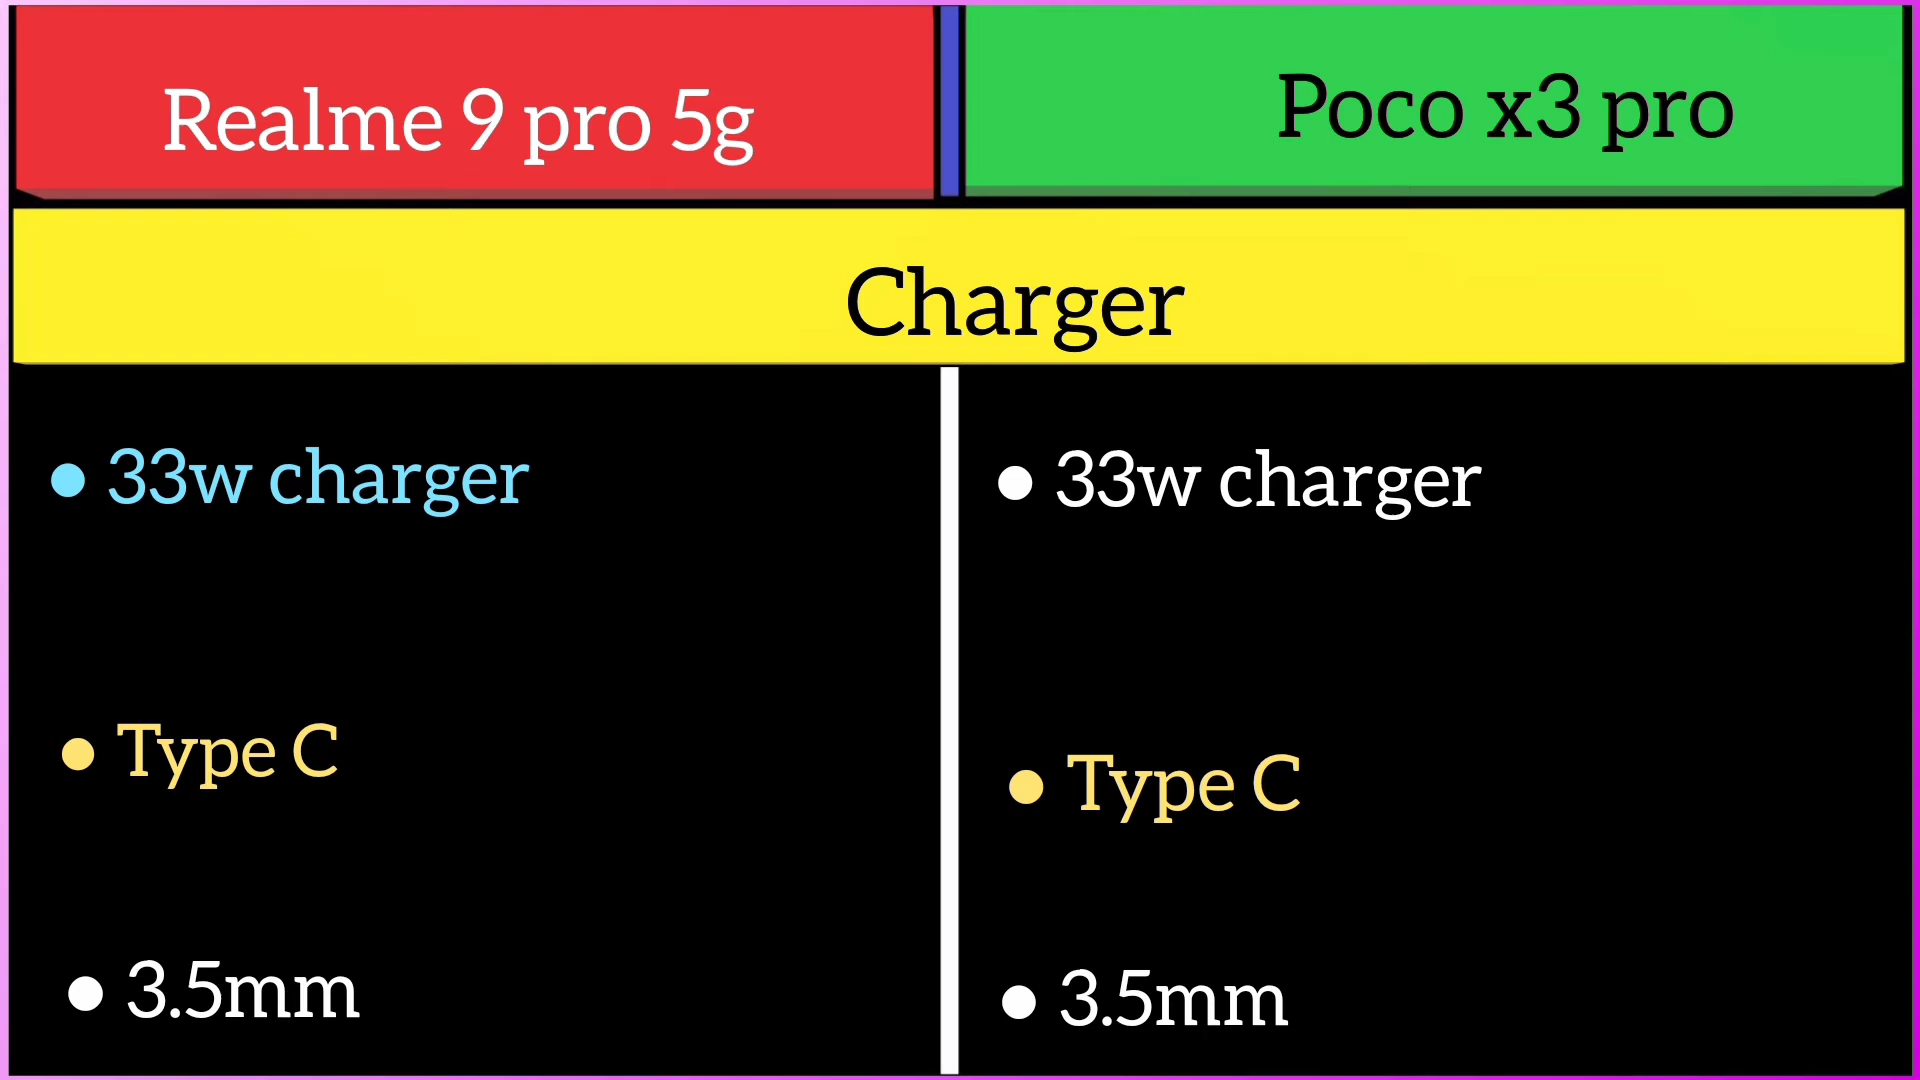 Realme 9 pro 5g
Poco x3 pro
Charger
• 33w charger
• Type C
• 3.5mm
• 33w charger
• Type C
• 3.5mm